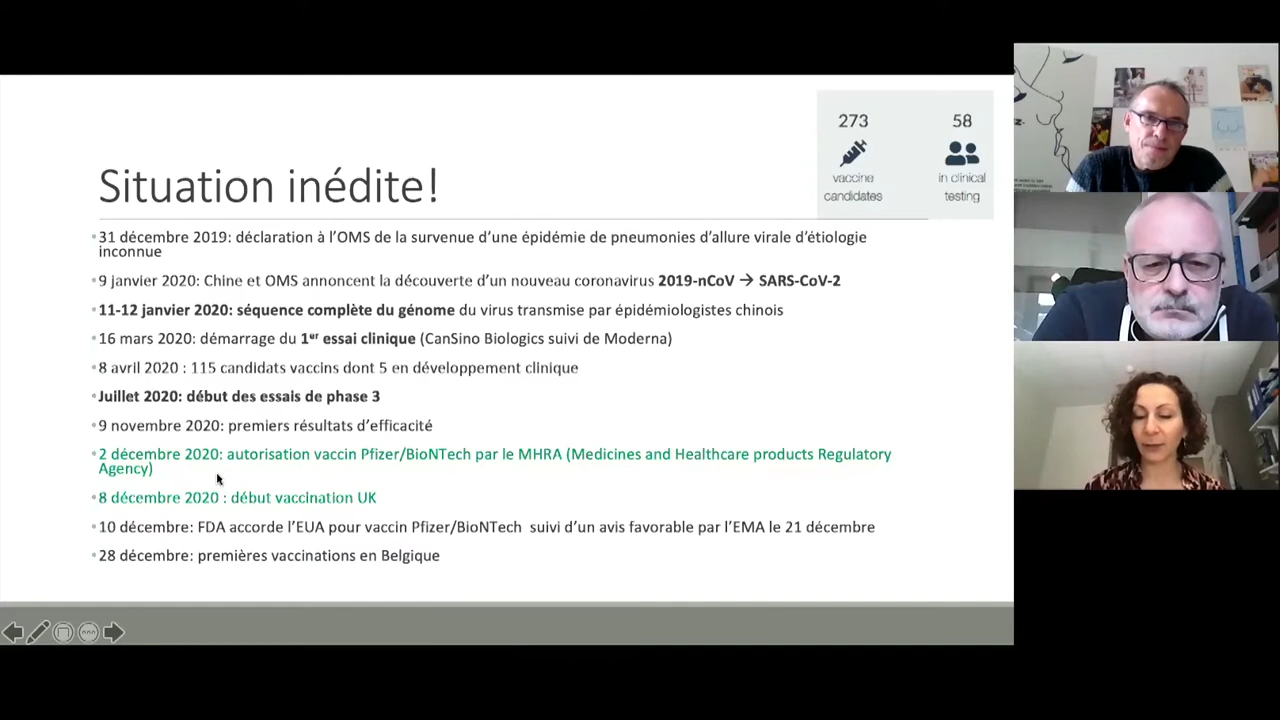 273
58
vaccine
candidates
in clinical
testing
Situation inédite!
31 décembre 2019: déclaration à l’OMS de la survenue d’une épidémie de pneumonies d’allure virale d’étiologie
inconnue
9 janvier 2020: Chine et OMS annoncent la découverte d’un nouveau coronavirus 2019-nCoV → SARS-CoV-2
11-12 janvier 2020: séquence complète du génome du virus transmise par épidémiologistes chinois
16 mars 2020: démarrage du 1er essai clinique (CanSino Biologics suivi de Moderna)
8 avril 2020 : 115 candidats vaccins dont 5 en développement clinique
Juillet 2020: début des essais de phase 3
9 novembre 2020: premiers résultats d’efficacité
2 décembre 2020: autorisation vaccin Pfizer/BioNTech par le MHRA (Medicines and Healthcare products Regulatory
Agency)
8 décembre 2020 : début vaccination UK
10 décembre: FDA accorde l’EUA pour vaccin Pfizer/BioNTech suivi d’un avis favorable par l’EMA le 21 décembre
28 décembre: premières vaccinations en Belgique